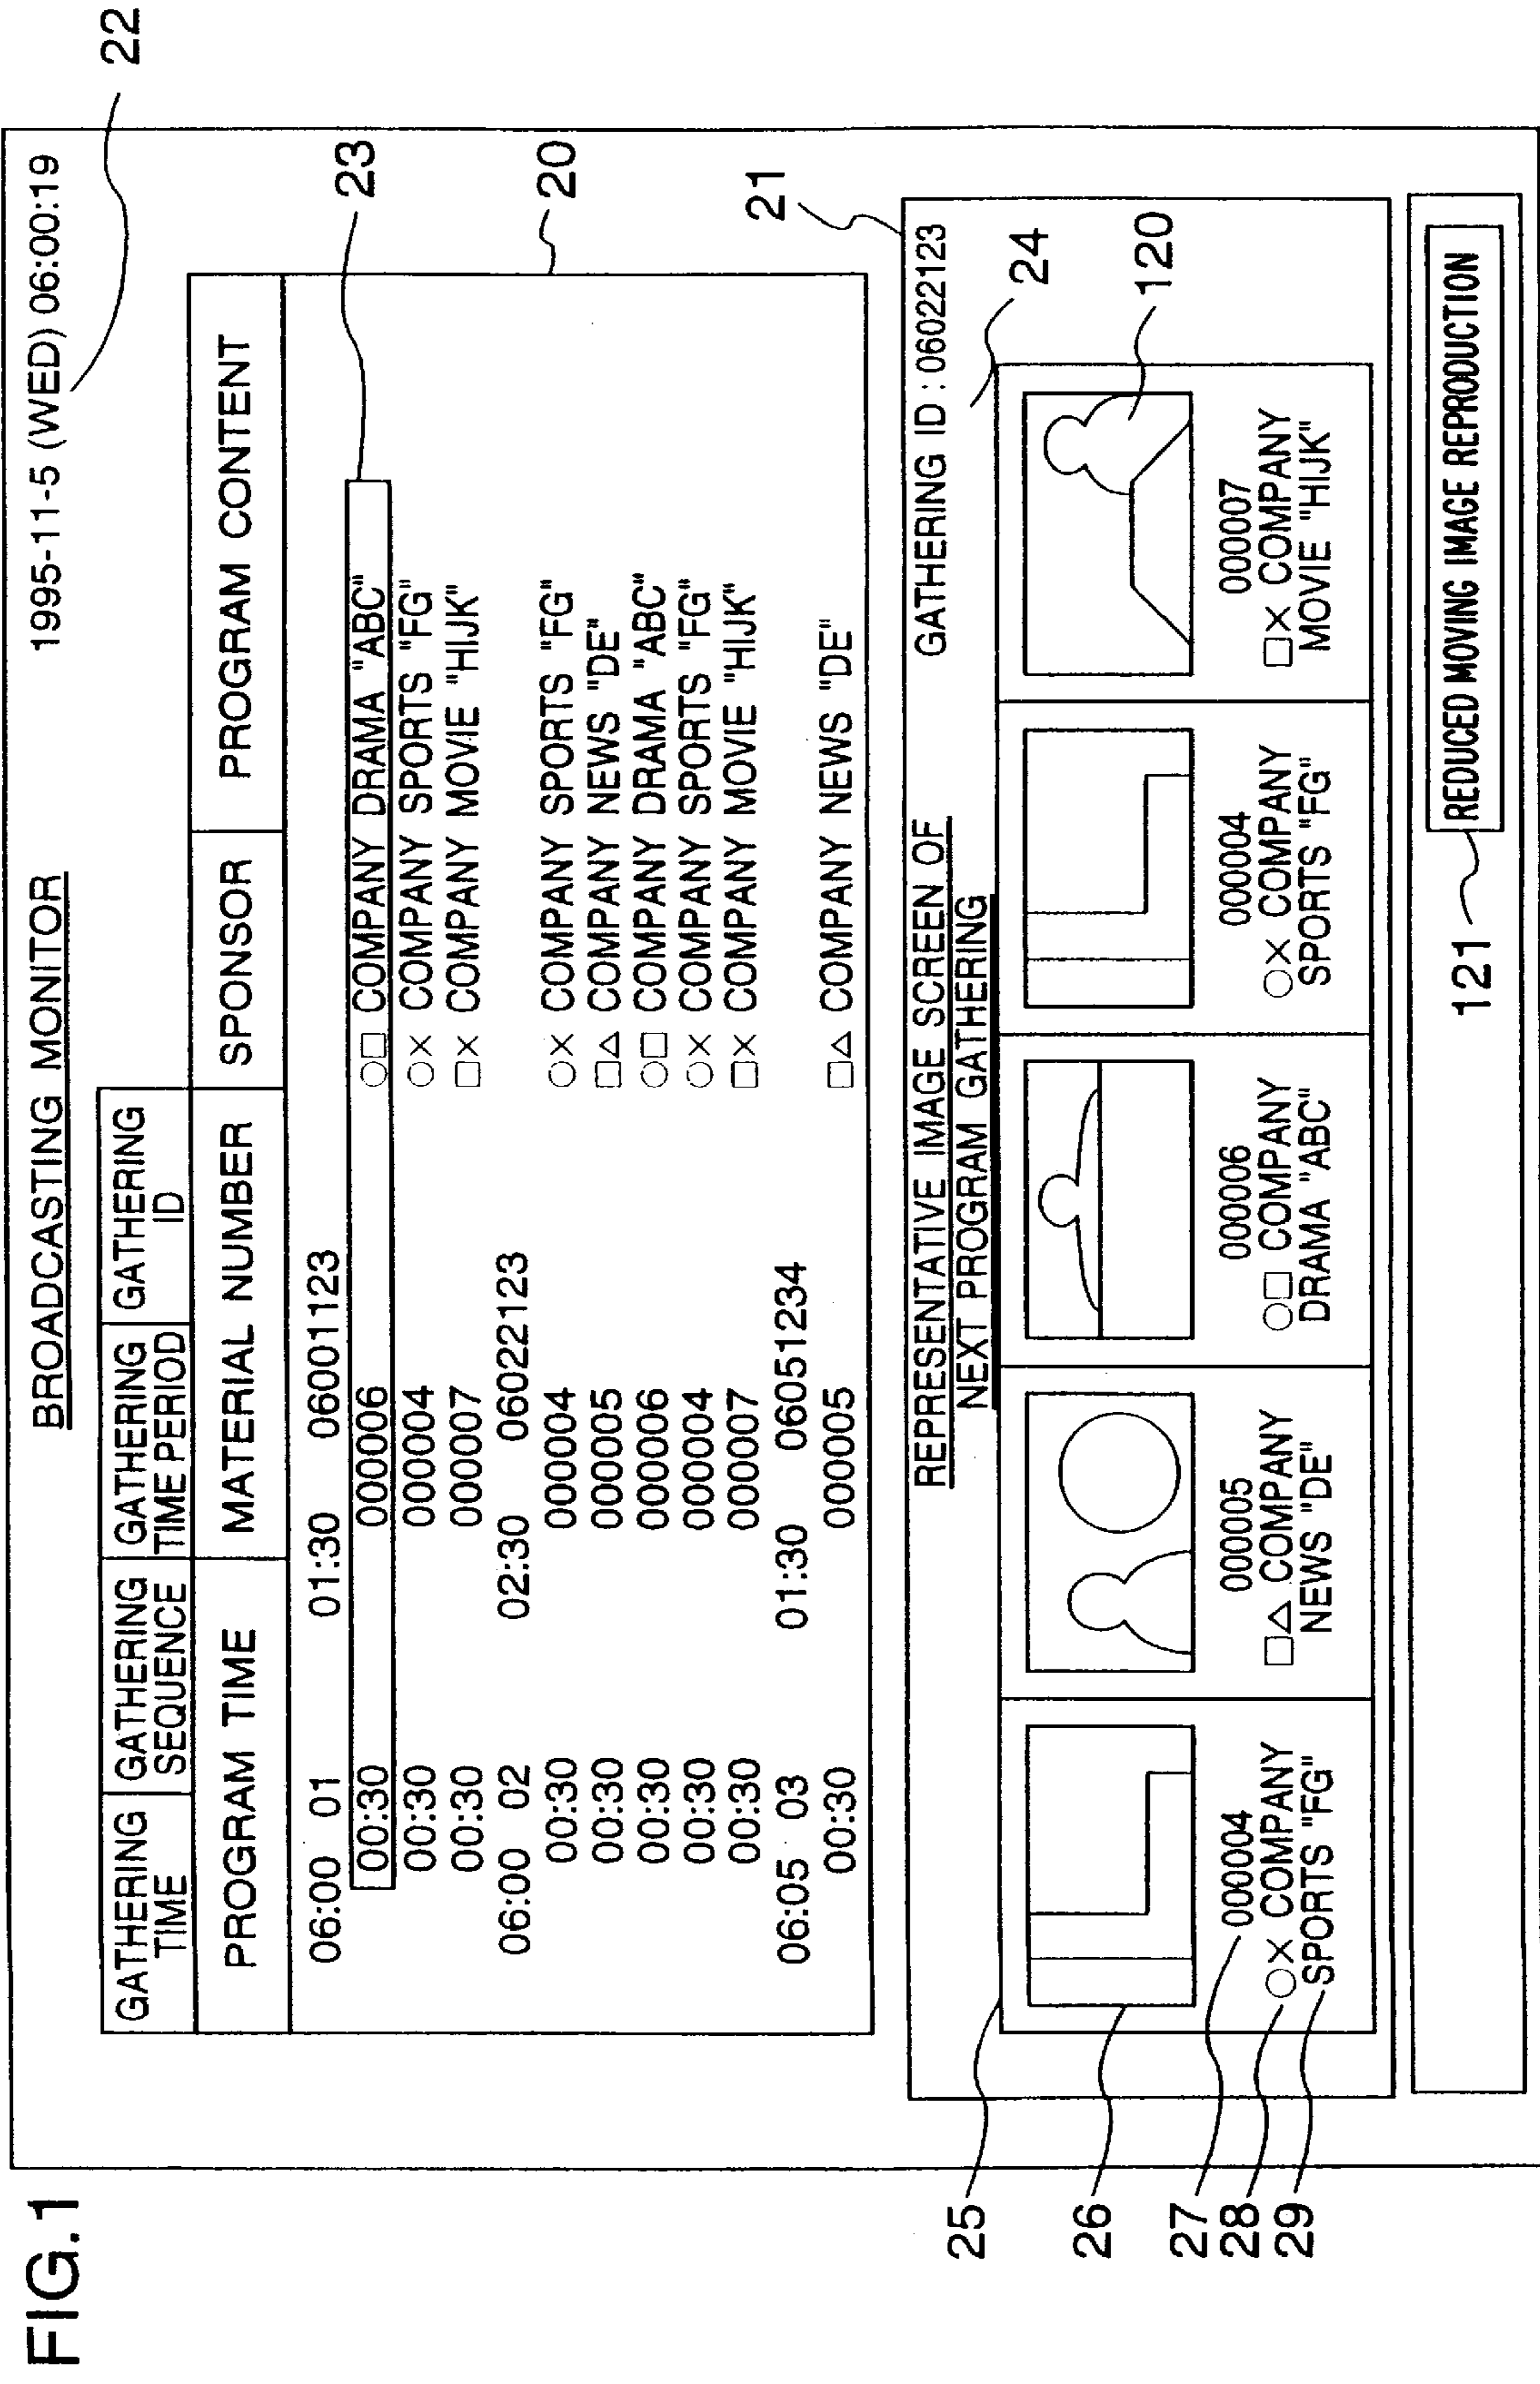 FIG.1
BROADCASTING MONITOR
1995-11-5 (WED) 06:00:19
22
GATHERING TIME GATHERING SEQUENCE GATHERING TIME PERIOD GATHERING ID
PROGRAM TIME MATERIAL NUMBER SPONSOR PROGRAM CONTENT
06:00 01 01:30 06001123
00:30 000006 ○□ COMPANY DRAMA "ABC"
23
00:30 000004 ○× COMPANY SPORTS "FG"
00:30 000007 □× COMPANY MOVIE "HIJK"
06:00 02 02:30 06022123
00:30 000004 ○× COMPANY SPORTS "FG"
20
00:30 000005 □△ COMPANY NEWS "DE"
00:30 000006 ○□ COMPANY DRAMA "ABC"
00:30 000004 ○× COMPANY SPORTS "FG"
00:30 000007 □× COMPANY MOVIE "HIJK"
06:05 03 01:30 06051234
00:30 000005 □△ COMPANY NEWS "DE"
21
REPRESENTATIVE IMAGE SCREEN OF
NEXT PROGRAM GATHERING
GATHERING ID : 06022123
24
25
26
120
27
28
29
000004
○× COMPANY
SPORTS "FG"
000005
□△ COMPANY
NEWS "DE"
000006
○□ COMPANY
DRAMA "ABC"
000004
○× COMPANY
SPORTS "FG"
000007
□× COMPANY
MOVIE "HIJK"
121
REDUCED MOVING IMAGE REPRODUCTION